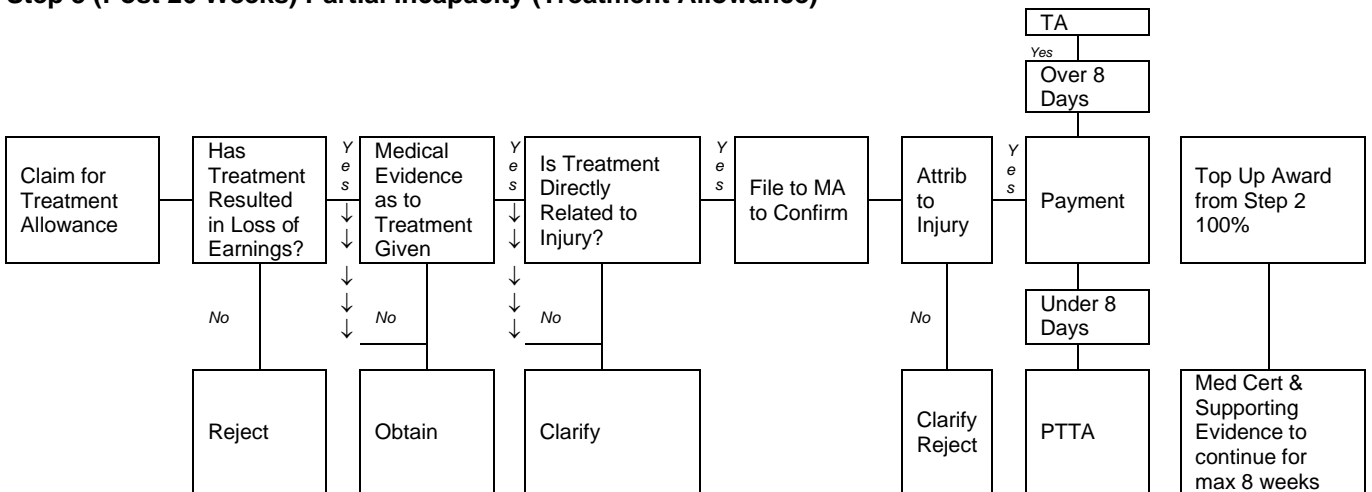 Step (Post Weeks) Partial Incapacity (Treatment Allowance)
TA
Yes
Over 8
Days
Claim for
Treatment
Allowance
Has
Treatment
Resulted
in Loss of
Earnings?
Yes
Medical
Evidence
as to
Treatment
Given
Yes
Is Treatment
Directly
Related to
Injury?
Yes
File to MA
to Confirm
Attrib
to
Injury
Yes
Payment
Top Up Award
from Step 2
100%
No
No
No
No
Under 8
Days
Reject
Obtain
Clarify
Clarify
Reject
PTTA
Med Cert &
Supporting
Evidence to
continue for
max 8 weeks